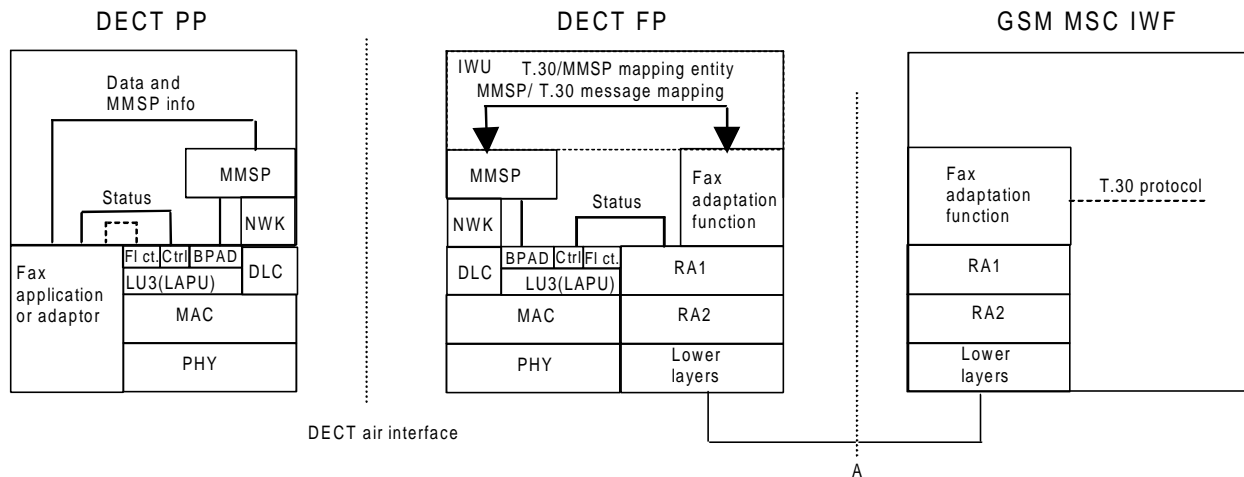 DECT PP
DECT FP
GSM MSC IWF
Data and
MMSP info
MMSP
Status
NWK
Fl ct.
Ctrl
BPAD
DLC
LU3(LAPU)
Fax
application
or adaptor
MAC
PHY
DECT air interface
IWU
T.30/MMSP mapping entity
MMSP/ T.30 message mapping
MMSP
Status
Fax
adaptation
function
NWK
BPAD
Ctrl
Fl ct.
DLC
LU3(LAPU)
RA1
MAC
RA2
PHY
Lower
layers
A
Fax
adaptation
function
T.30 protocol
RA1
RA2
Lower
layers